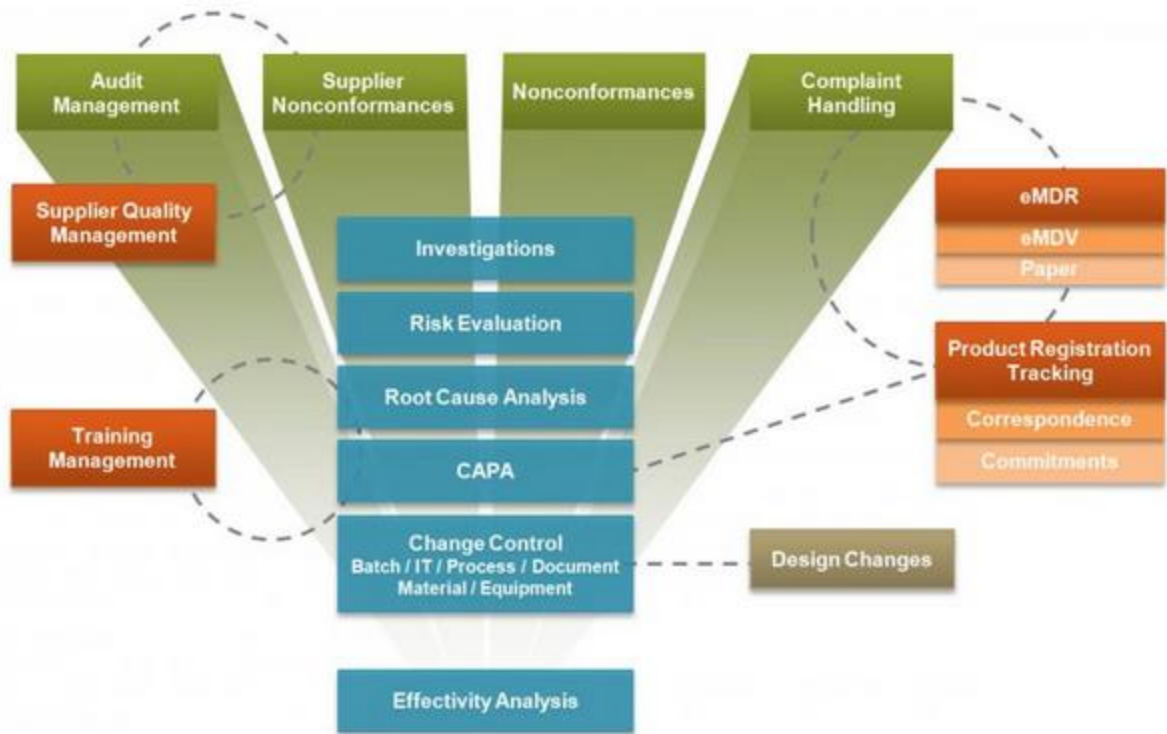 Audit
Management
Supplier
Nonconformances
Nonconformances
Complaint
Handling
Supplier Quality
Management
eMDR
eMDV
Paper
Investigations
Risk Evaluation
Root Cause Analysis
CAPA
Change Control
Batch / IT / Process / Document
Material / Equipment
Effectivity Analysis
Training
Management
Product Registration
Tracking
Correspondence
Commitments
Design Changes